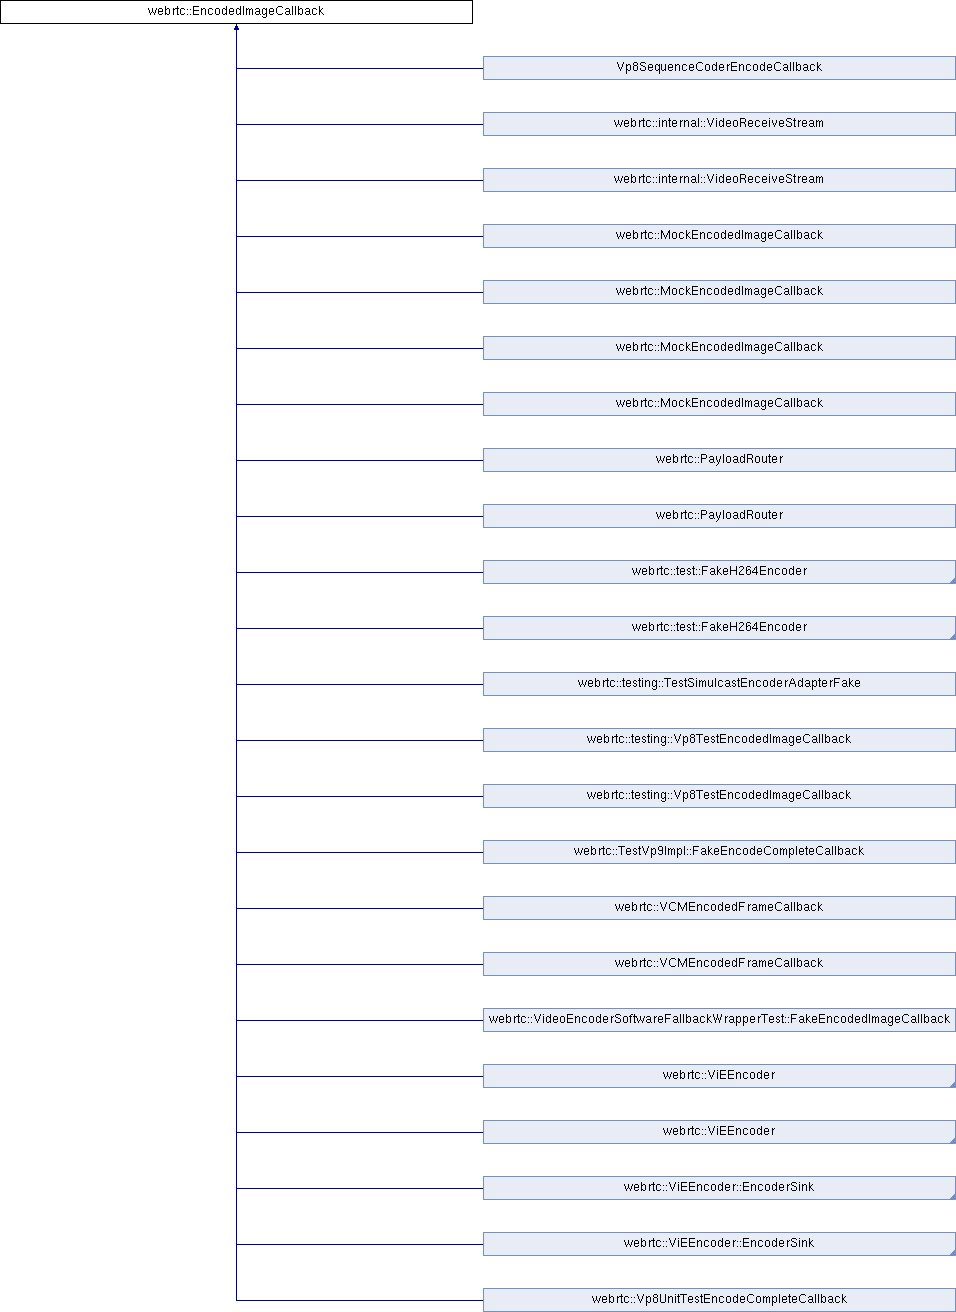 webrtc::EncodedImageCallback
Vp8SequenceCoderEncodeCallback
webrtc::internal::VideoReceiveStream
webrtc::internal::VideoReceiveStream
webrtc::MockEncodedImageCallback
webrtc::MockEncodedImageCallback
webrtc::MockEncodedImageCallback
webrtc::MockEncodedImageCallback
webrtc::PayloadRouter
webrtc::PayloadRouter
webrtc::test::FakeH264Encoder
webrtc::test::FakeH264Encoder
webrtc::testing::TestSimulcastEncoderAdapterFake
webrtc::testing::Vp8TestEncodedImageCallback
webrtc::testing::Vp8TestEncodedImageCallback
webrtc::TestVp9Impl::FakeEncodeCompleteCallback
webrtc::VCMEncodedFrameCallback
webrtc::VCMEncodedFrameCallback
webrtc::VideoEncoderSoftwareFallbackWrapperTest::FakeEncodedImageCallback
webrtc::ViEEncoder
webrtc::ViEEncoder
webrtc::ViEEncoder::EncoderSink
webrtc::ViEEncoder::EncoderSink
webrtc::Vp8UnitTestEncodeCompleteCallback